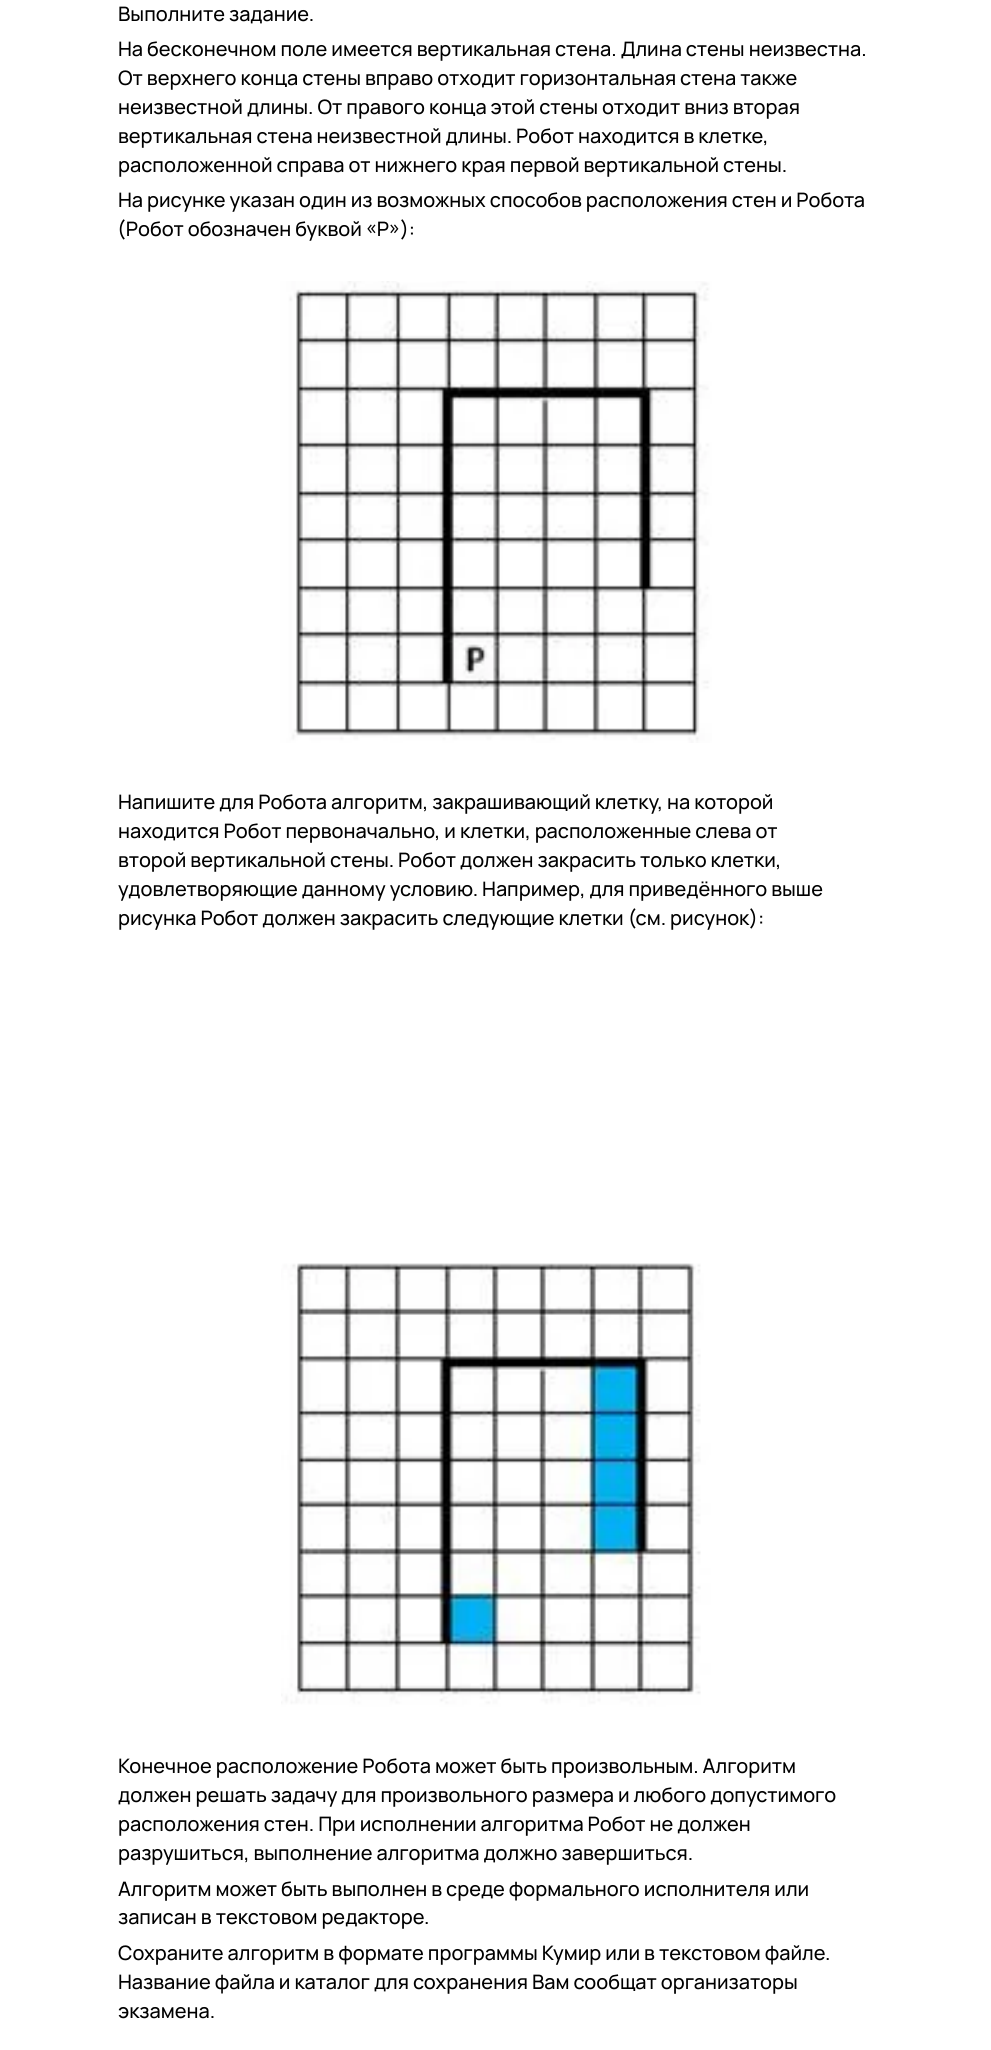 Выполните задание.
На бесконечном поле имеется вертикальная стена. Длина стены неизвестна.
От верхнего конца стены вправо отходит горизонтальная стена также
неизвестной длины. От правого конца этой стены отходит вниз вторая
вертикальная стена неизвестной длины. Робот находится в клетке,
расположенной справа от нижнего края первой вертикальной стены.
На рисунке указан один из возможных способов расположения стен и Робота
(Робот обозначен буквой «Р»):
Р
Напишите для Робота алгоритм, закрашивающий клетку, на которой
находится Робот первоначально, и клетки, расположенные слева от
второй вертикальной стены. Робот должен закрасить только клетки,
удовлетворяющие данному условию. Например, для приведённого выше
рисунка Робот должен закрасить следующие клетки (см. рисунок):
Конечное расположение Робота может быть произвольным. Алгоритм
должен решать задачу для произвольного размера и любого допустимого
расположения стен. При исполнении алгоритма Робот не должен
разрушиться, выполнение алгоритма должно завершиться.
Алгоритм может быть выполнен в среде формального исполнителя или
записан в текстовом редакторе.
Сохраните алгоритм в формате программы Кумир или в текстовом файле.
Название файла и каталог для сохранения Вам сообщат организаторы
экзамена.